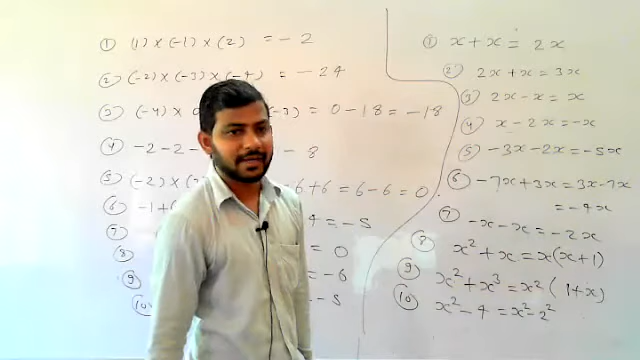 ① (1) × (-1) × (2) = - 2
② (-2) × (-3) × (-4) = - 24
③ (-4) × 0 -3) = 0 - 18 = - 18
④ -2 - 2 - - 8
⑤ (-2) × ( -6 + 6 = 6 - 6 = 0
⑥ -1 + 4 = - 5
⑦
⑧ = 0
⑨ = - 6
⑩ - 8
① x + x = 2x
② 2x + x = 3x
③ 2x - x = x
④ x - 2x = -x
⑤ -3x - 2x = -5x
⑥ -7x + 3x = 3x - 7x
= -4x
⑦ -x - x = -2x
⑧ x² + x = x(x+1)
⑨ x² + x³ = x² (1+x)
⑩ x² - 4 = x² - 2²